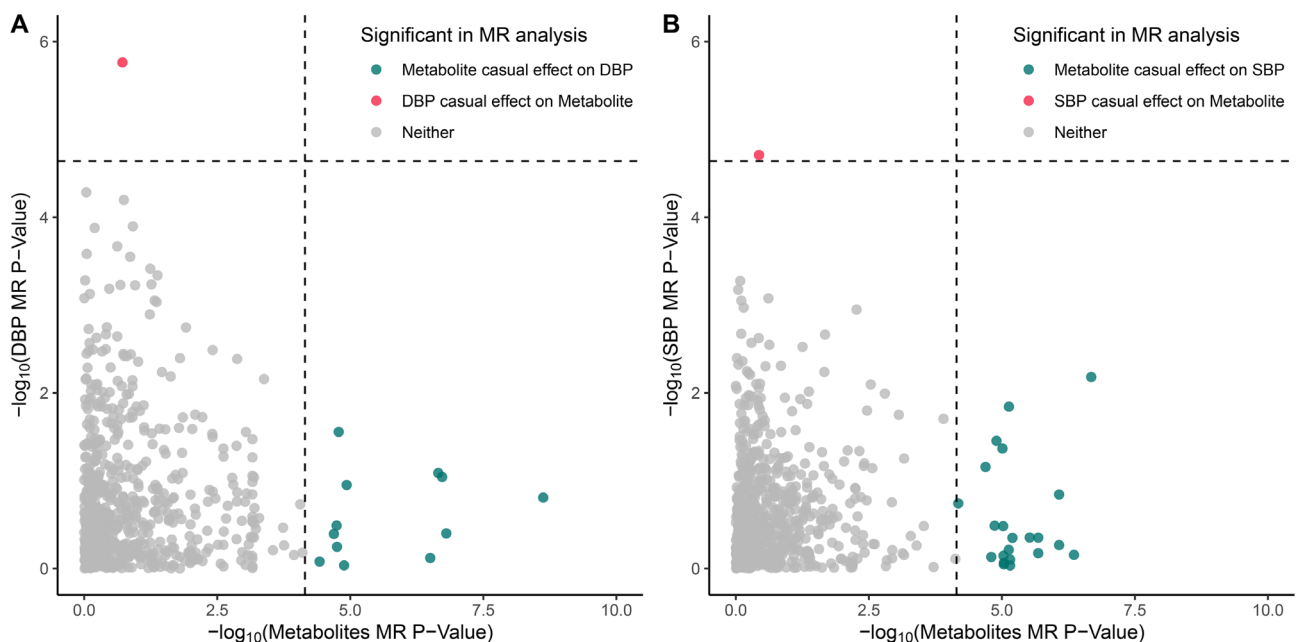 A
Significant in MR analysis
Metabolite casual effect on DBP
DBP casual effect on Metabolite
Neither
6
4
2
0
−log10(DBP MR P−Value)
0.0 2.5 5.0 7.5 10.0
−log10(Metabolites MR P−Value)
B
Significant in MR analysis
Metabolite casual effect on SBP
SBP casual effect on Metabolite
Neither
6
4
2
0
−log10(SBP MR P−Value)
0.0 2.5 5.0 7.5 10.0
−log10(Metabolites MR P−Value)